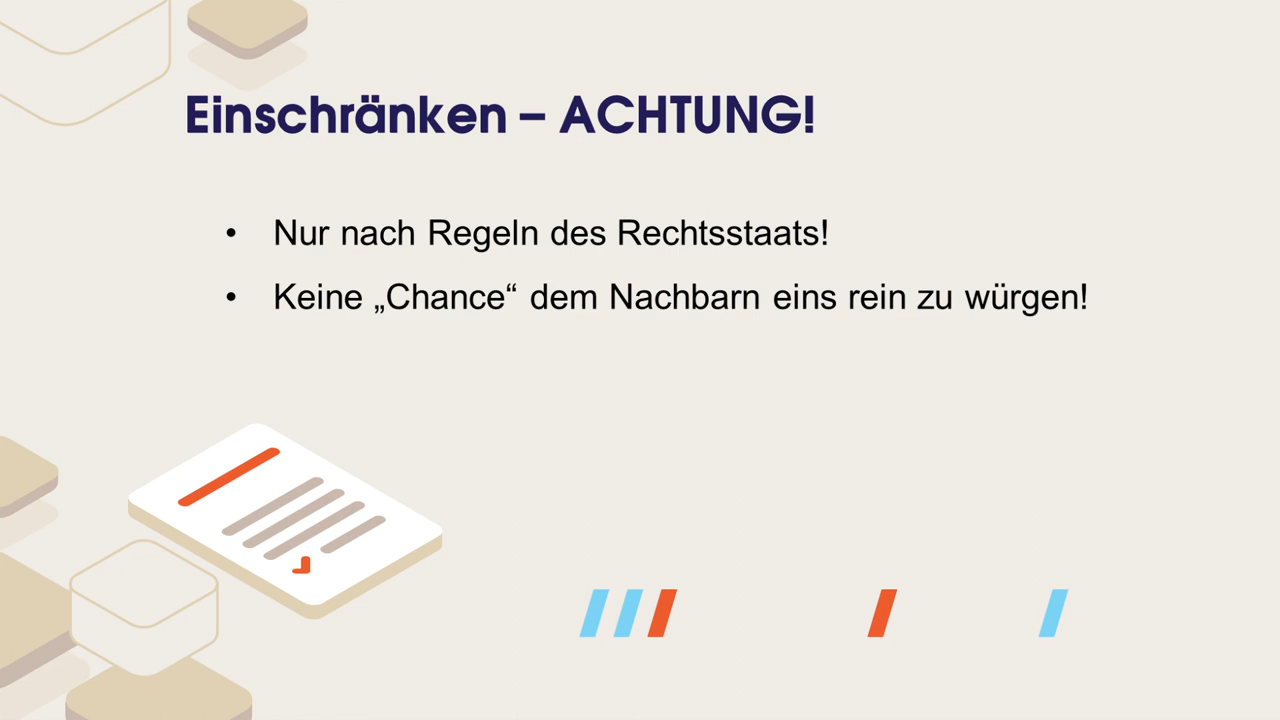 Einschränken – ACHTUNG!
• Nur nach Regeln des Rechtsstaats!
• Keine „Chance“ dem Nachbarn eins rein zu würgen!